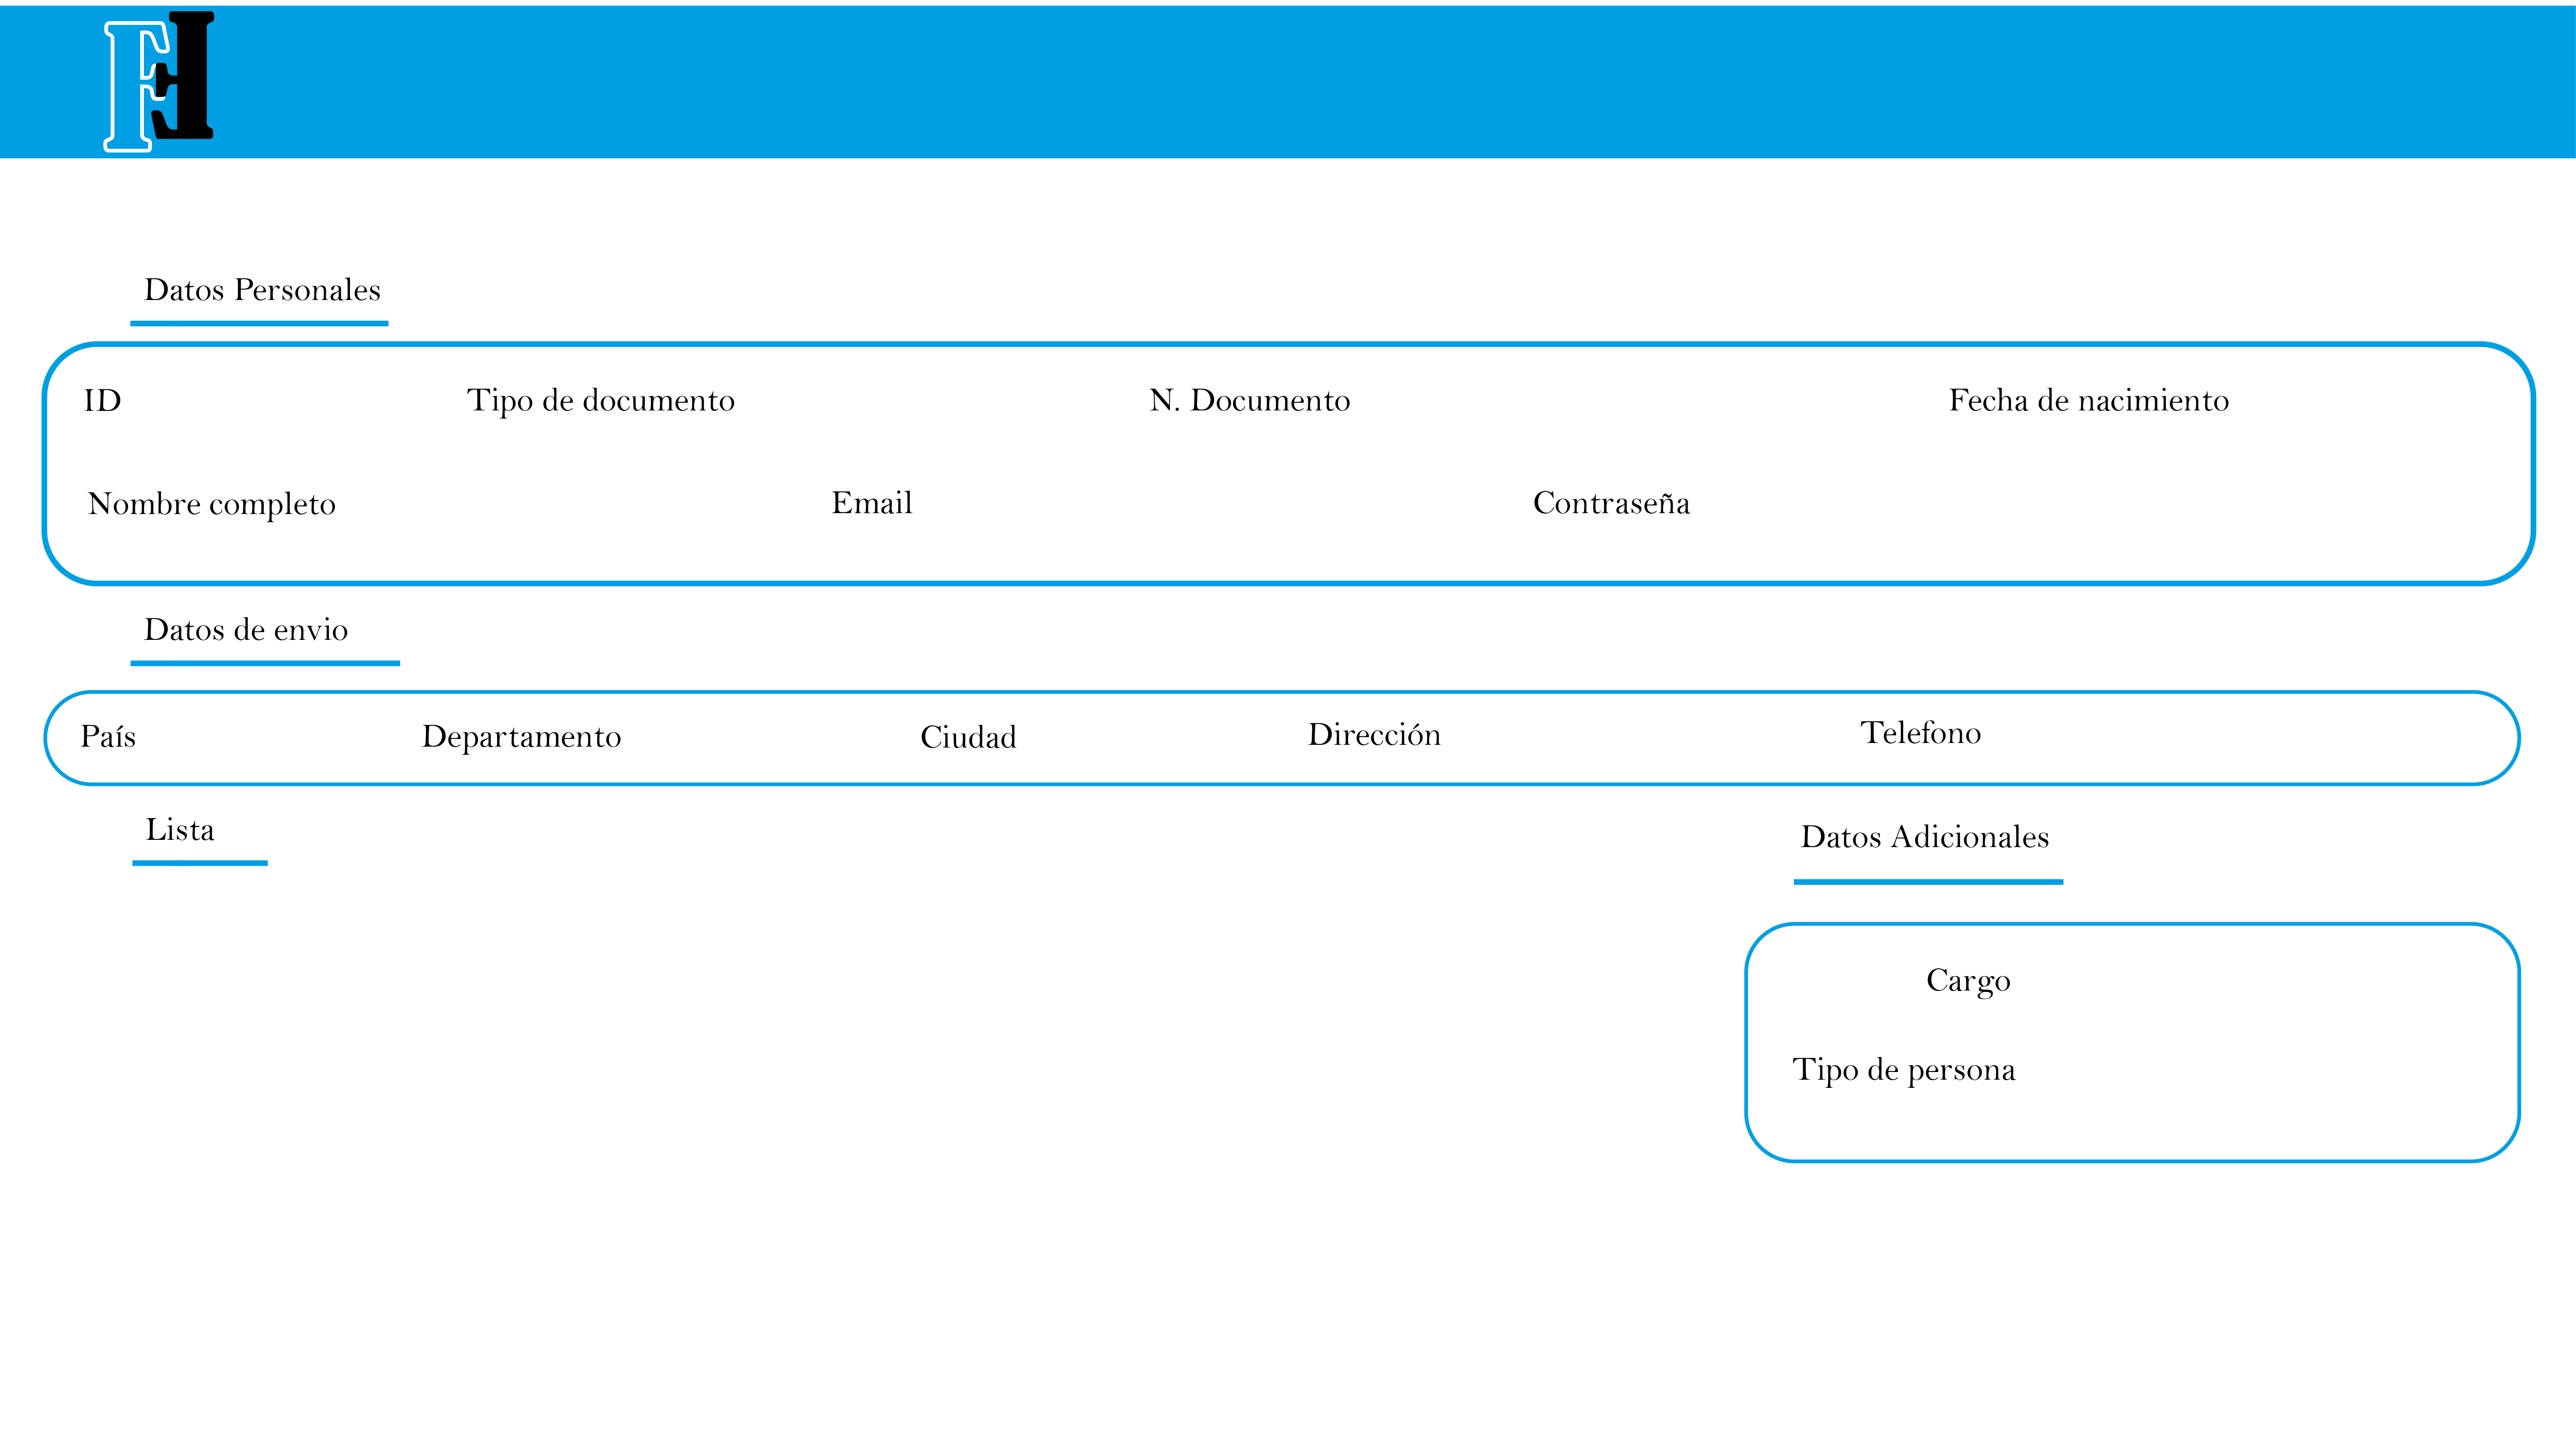 FF
Datos Personales
ID Tipo de documento N. Documento Fecha de nacimiento
Nombre completo Email Contraseña
Datos de envio
País Departamento Ciudad Dirección Telefono
Lista
Datos Adicionales
Cargo
Tipo de persona